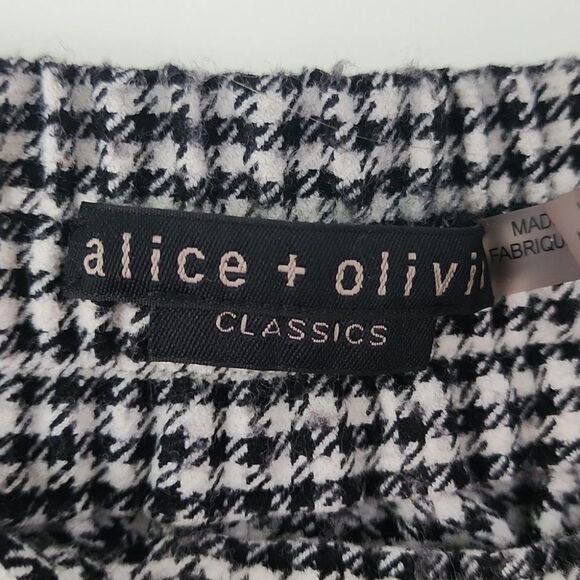 alice + olivi
CLASSICS
MAD
FABRIQU